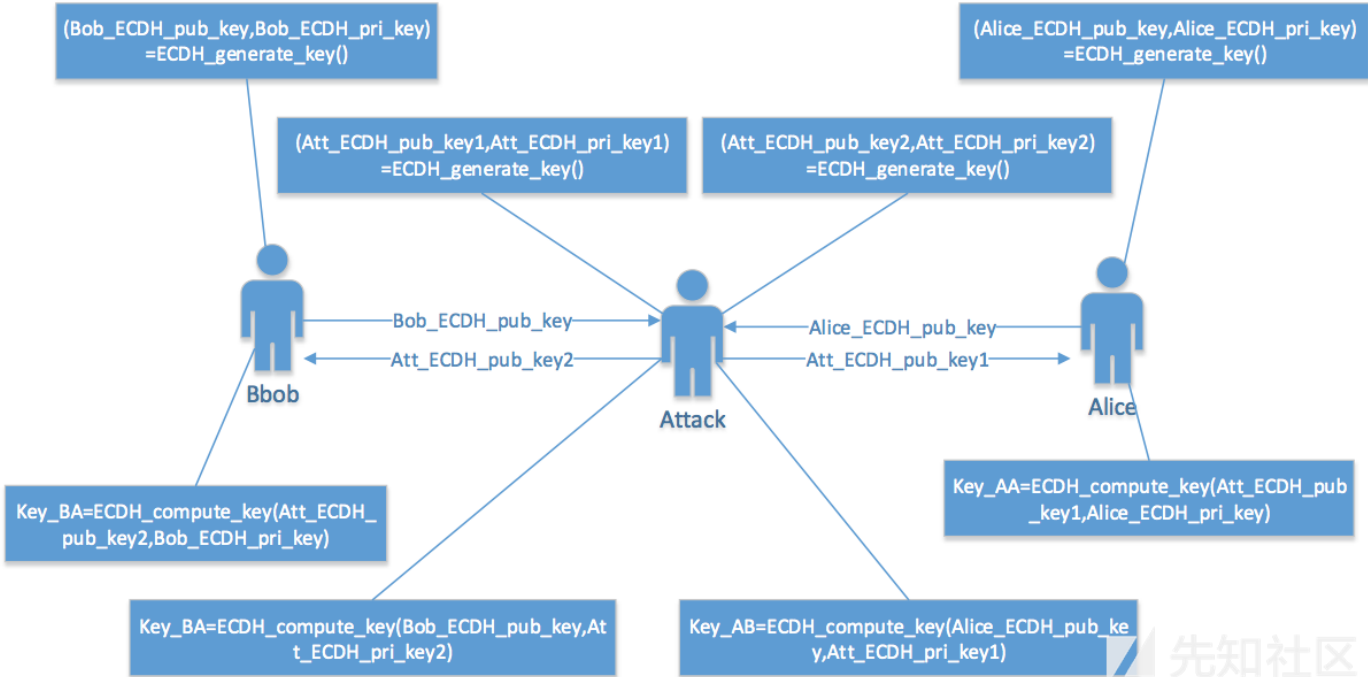 (Bob_ECDH_pub_key,Bob_ECDH_pri_key)
=ECDH_generate_key()
(Alice_ECDH_pub_key,Alice_ECDH_pri_key)
=ECDH_generate_key()
(Att_ECDH_pub_key1,Att_ECDH_pri_key1)
=ECDH_generate_key()
(Att_ECDH_pub_key2,Att_ECDH_pri_key2)
=ECDH_generate_key()
Bob_ECDH_pub_key
Alice_ECDH_pub_key
Att_ECDH_pub_key2
Att_ECDH_pub_key1
Bbob
Attack
Alice
Key_BA=ECDH_compute_key(Att_ECDH_
pub_key2,Bob_ECDH_pri_key)
Key_AA=ECDH_compute_key(Att_ECDH_pub
_key1,Alice_ECDH_pri_key)
Key_BA=ECDH_compute_key(Bob_ECDH_pub_key,At
t_ECDH_pri_key2)
Key_AB=ECDH_compute_key(Alice_ECDH_pub_ke
y,Att_ECDH_pri_key1)
先知社区